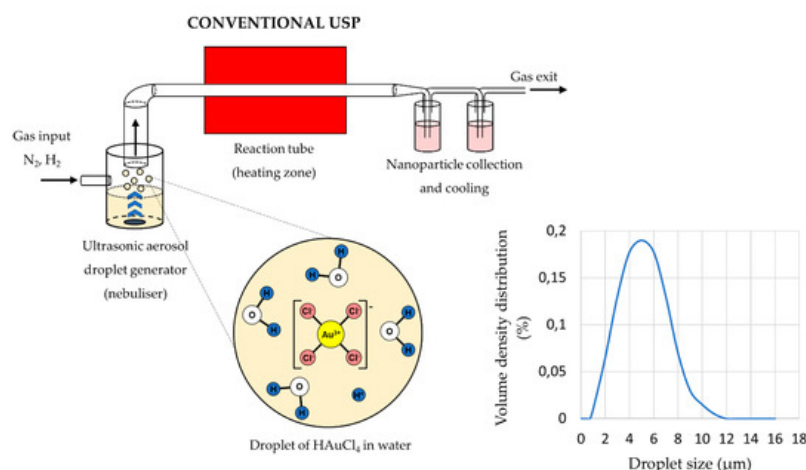 CONVENTIONAL USP
Gas exit
Gas input
N₂, H₂
Reaction tube
(heating zone)
Nanoparticle collection
and cooling
Ultrasonic aerosol
droplet generator
(nebuliser)
H
H
O
H
O
H
Cl-
Cl-
-
Au³⁺
Cl-
Cl-
H
O
H
O
H
H
H⁺
Droplet of HAuCl₄ in water
Volume density distribution
(%)
0,2
0,15
0,1
0,05
0
0 2 4 6 8 10 12 14 16 18
Droplet size (µm)